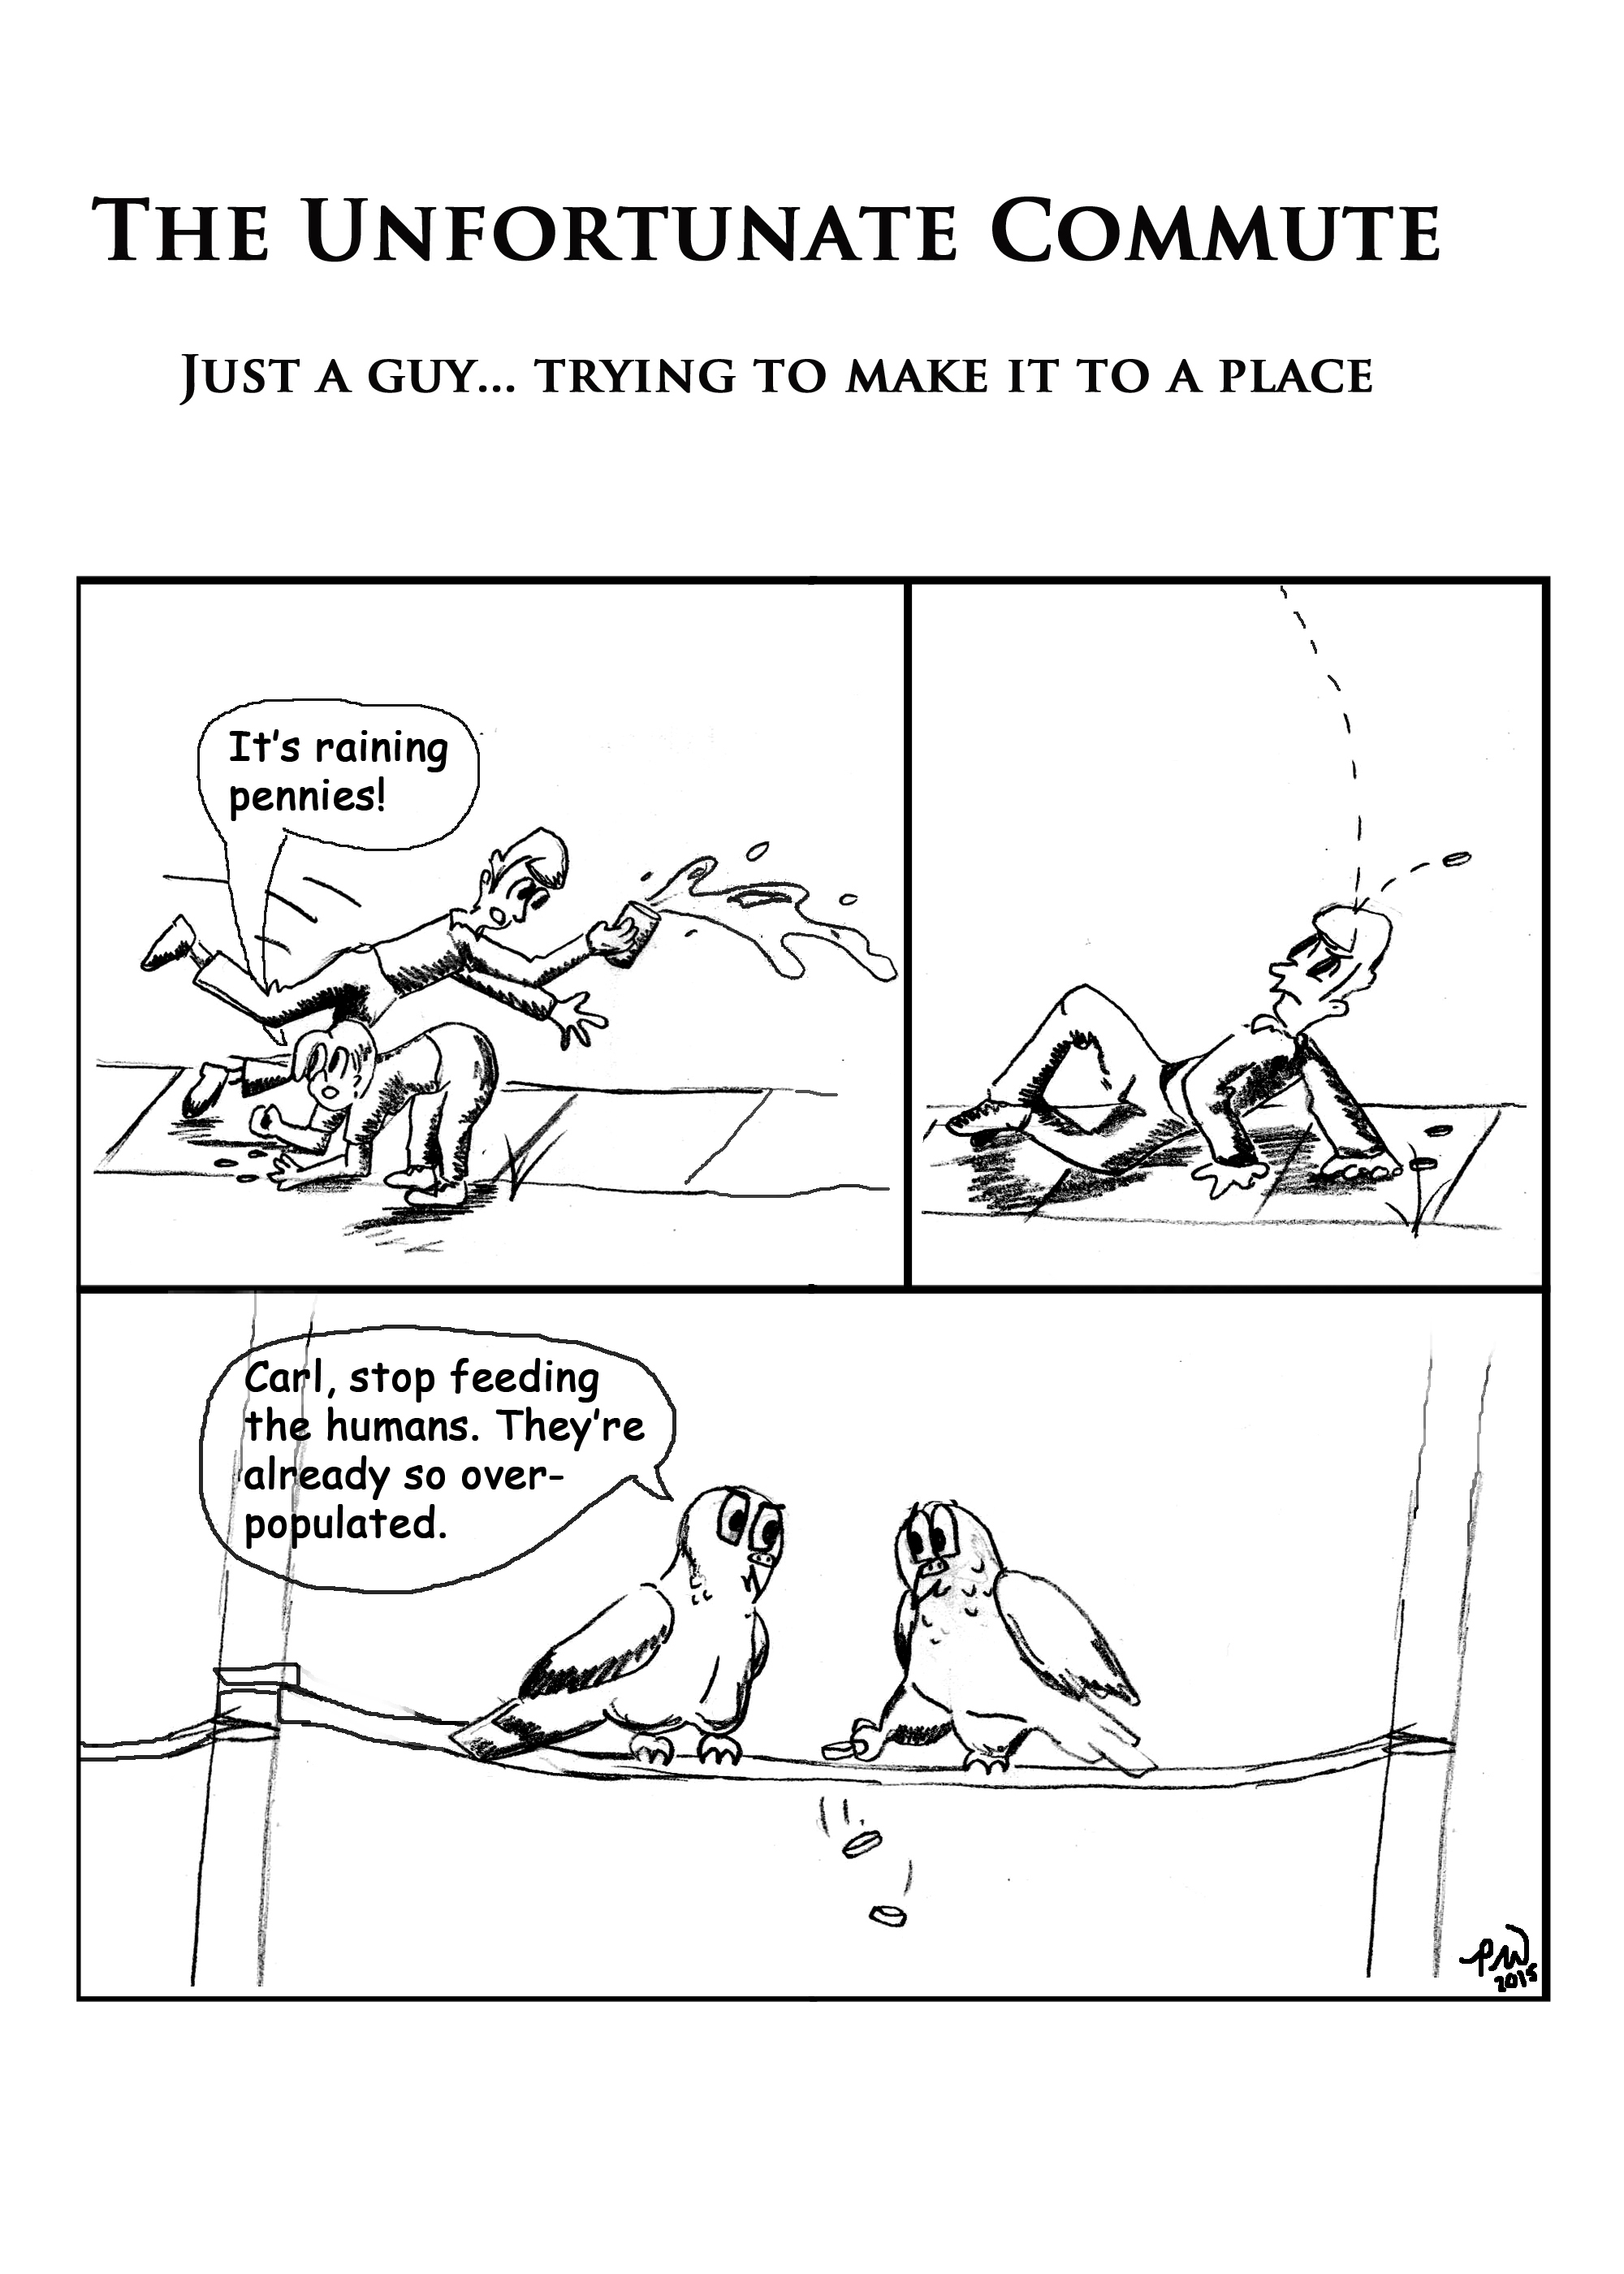 The Unfortunate Commute
Just a guy... trying to make it to a place
It's raining
pennies!
Carl, stop feeding
the humans. They're
already so over-
populated.
PW
2015